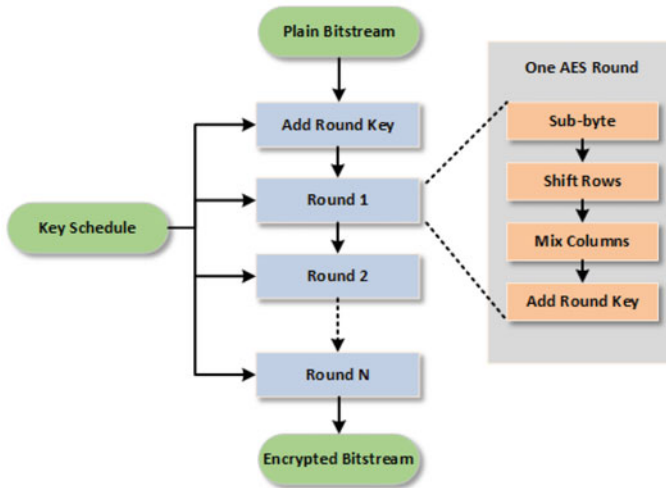 Plain Bitstream
Add Round Key
Round 1
Key Schedule
Round 2
Round N
Encrypted Bitstream
One AES Round
Sub-byte
Shift Rows
Mix Columns
Add Round Key